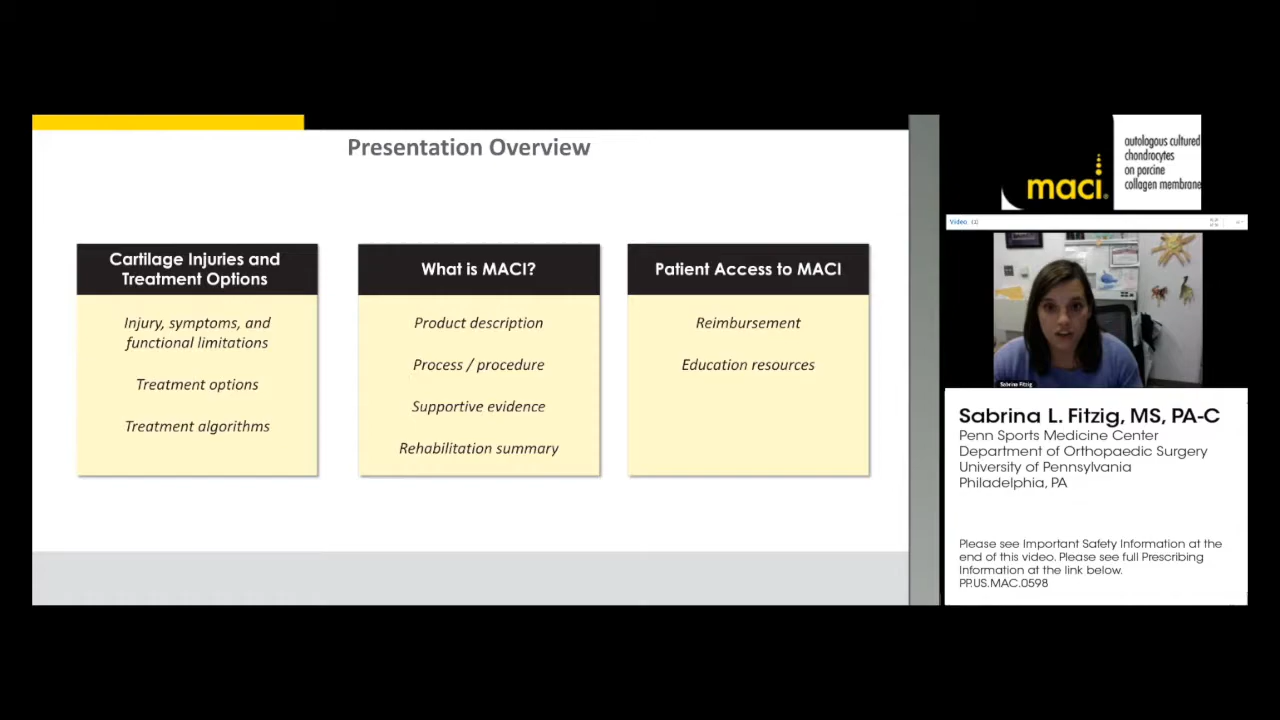 Presentation Overview
Cartilage Injuries and
Treatment Options
Injury, symptoms, and
functional limitations
Treatment options
Treatment algorithms
What is MACI?
Product description
Process / procedure
Supportive evidence
Rehabilitation summary
Patient Access to MACI
Reimbursement
Education resources
maci®
autologous cultured
chondrocytes
on porcine
collagen membrane
Video
Sabrina Fitzig
Sabrina L. Fitzig, MS, PA-C
Penn Sports Medicine Center
Department of Orthopaedic Surgery
University of Pennsylvania
Philadelphia, PA
Please see Important Safety Information at the
end of this video. Please see full Prescribing
Information at the link below.
PP.US.MAC.0598